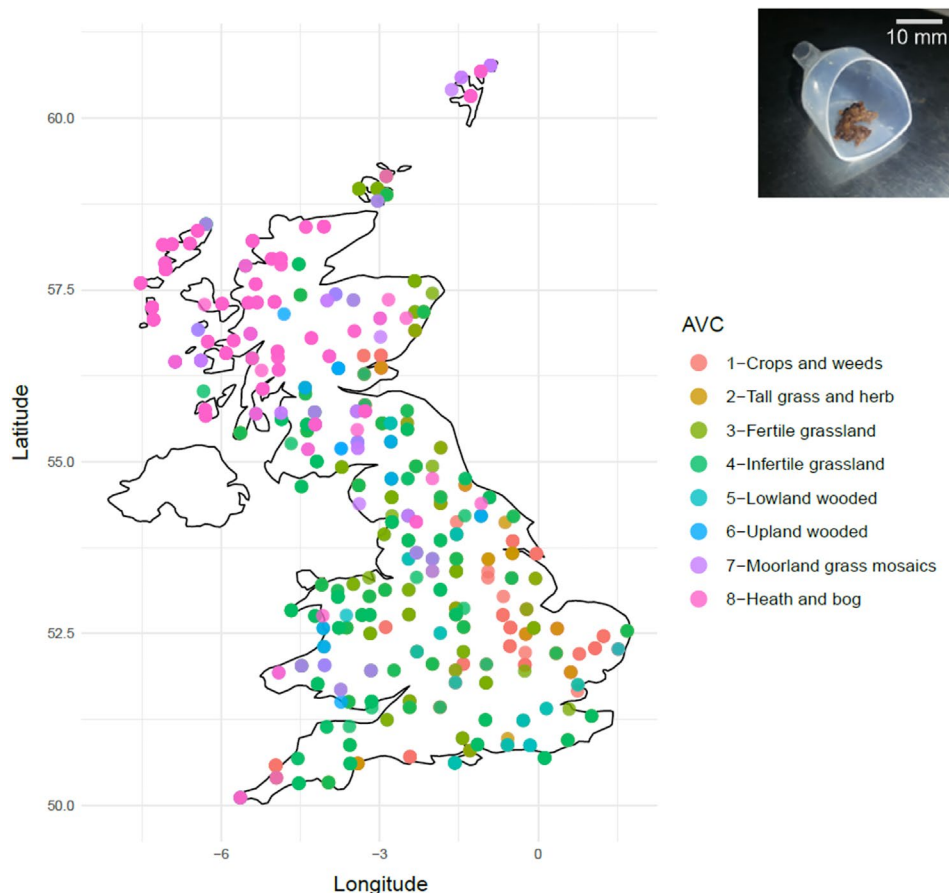 10 mm
60.0
57.5
55.0
52.5
50.0
Latitude
−6
−3
0
Longitude
AVC
1−Crops and weeds
2−Tall grass and herb
3−Fertile grassland
4−Infertile grassland
5−Lowland wooded
6−Upland wooded
7−Moorland grass mosaics
8−Heath and bog